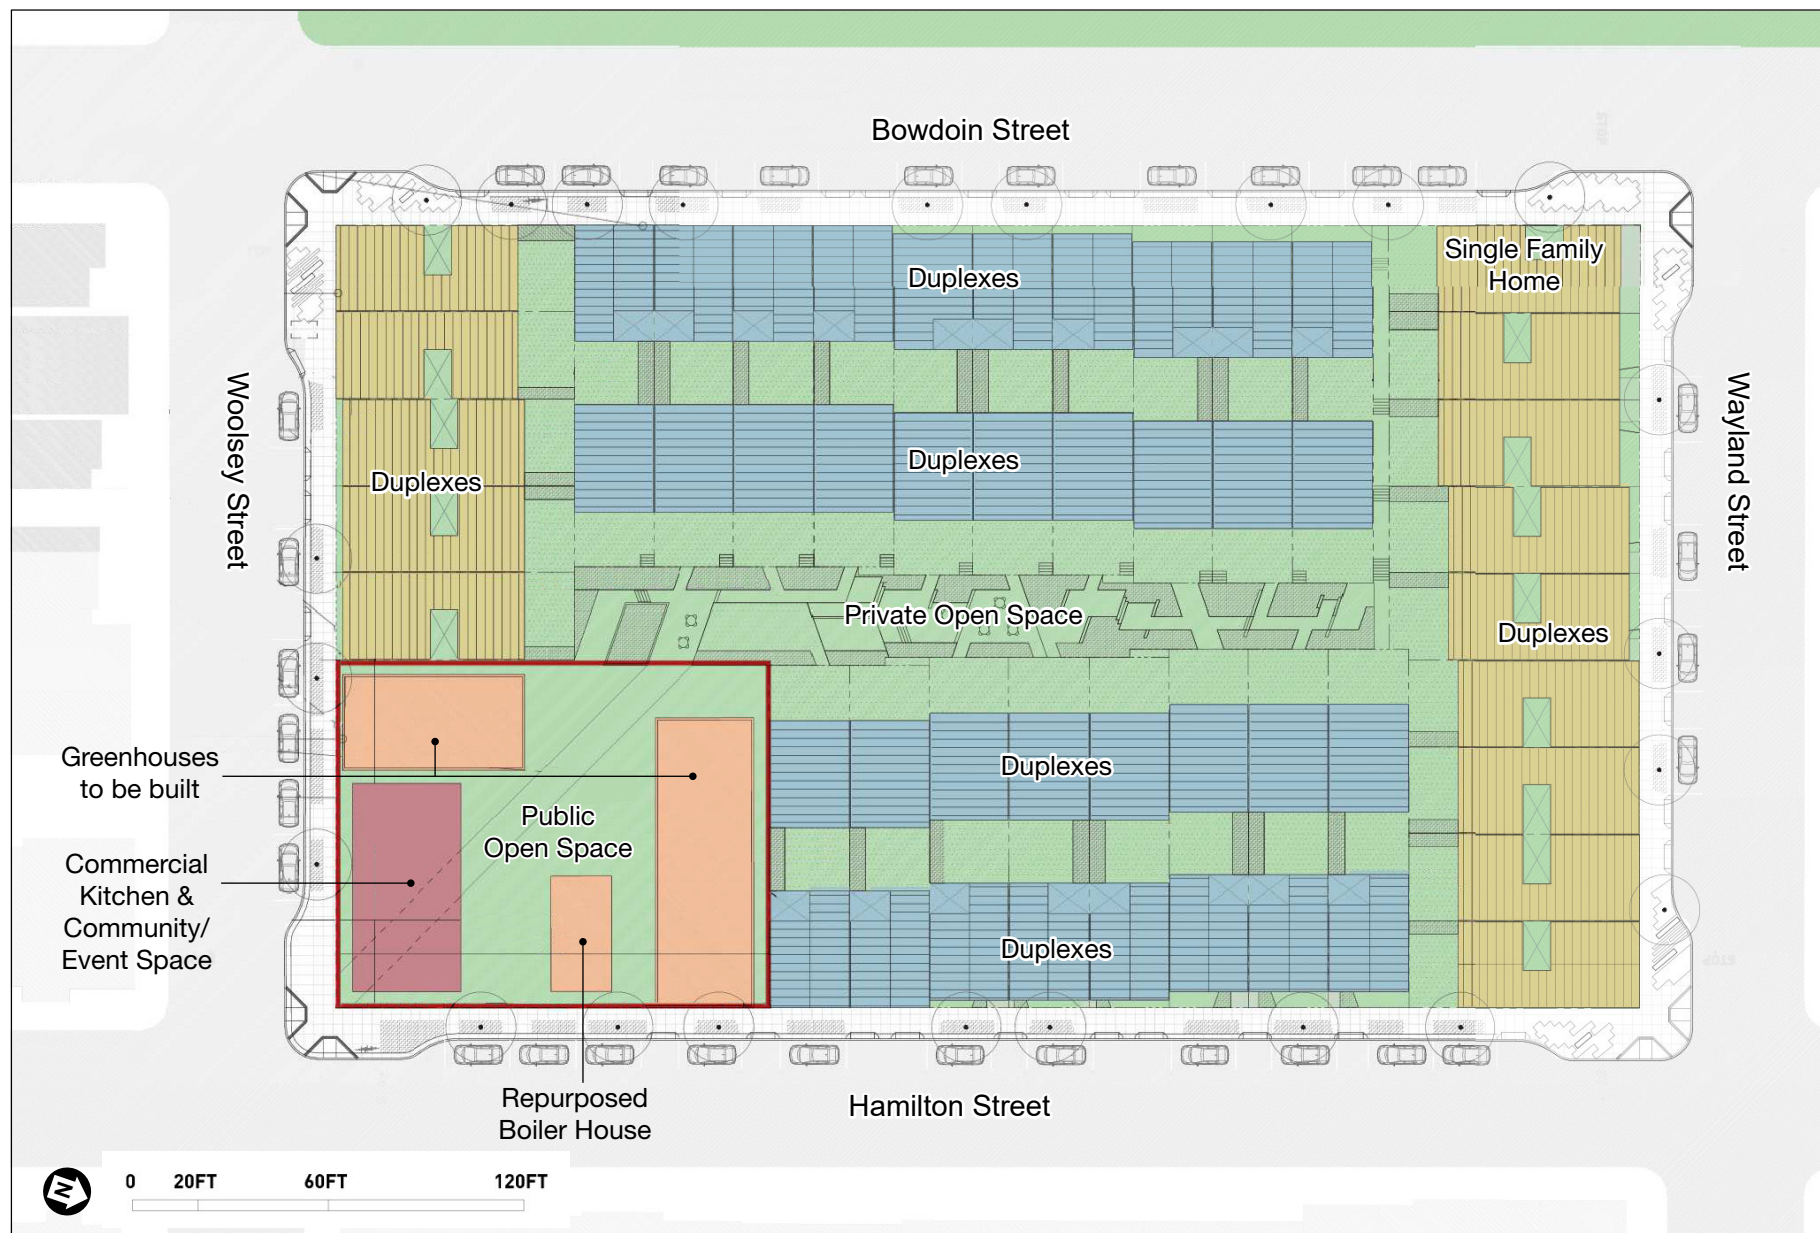 Bowdoin Street
Single Family
Home
Duplexes
Duplexes
Duplexes
Woolsey Street
Wayland Street
Private Open Space
Duplexes
Greenhouses
to be built
Public
Open Space
Duplexes
Commercial
Kitchen &
Community/
Event Space
Duplexes
Repurposed
Boiler House
Hamilton Street
N
0 20FT 60FT 120FT
STOP
STOP